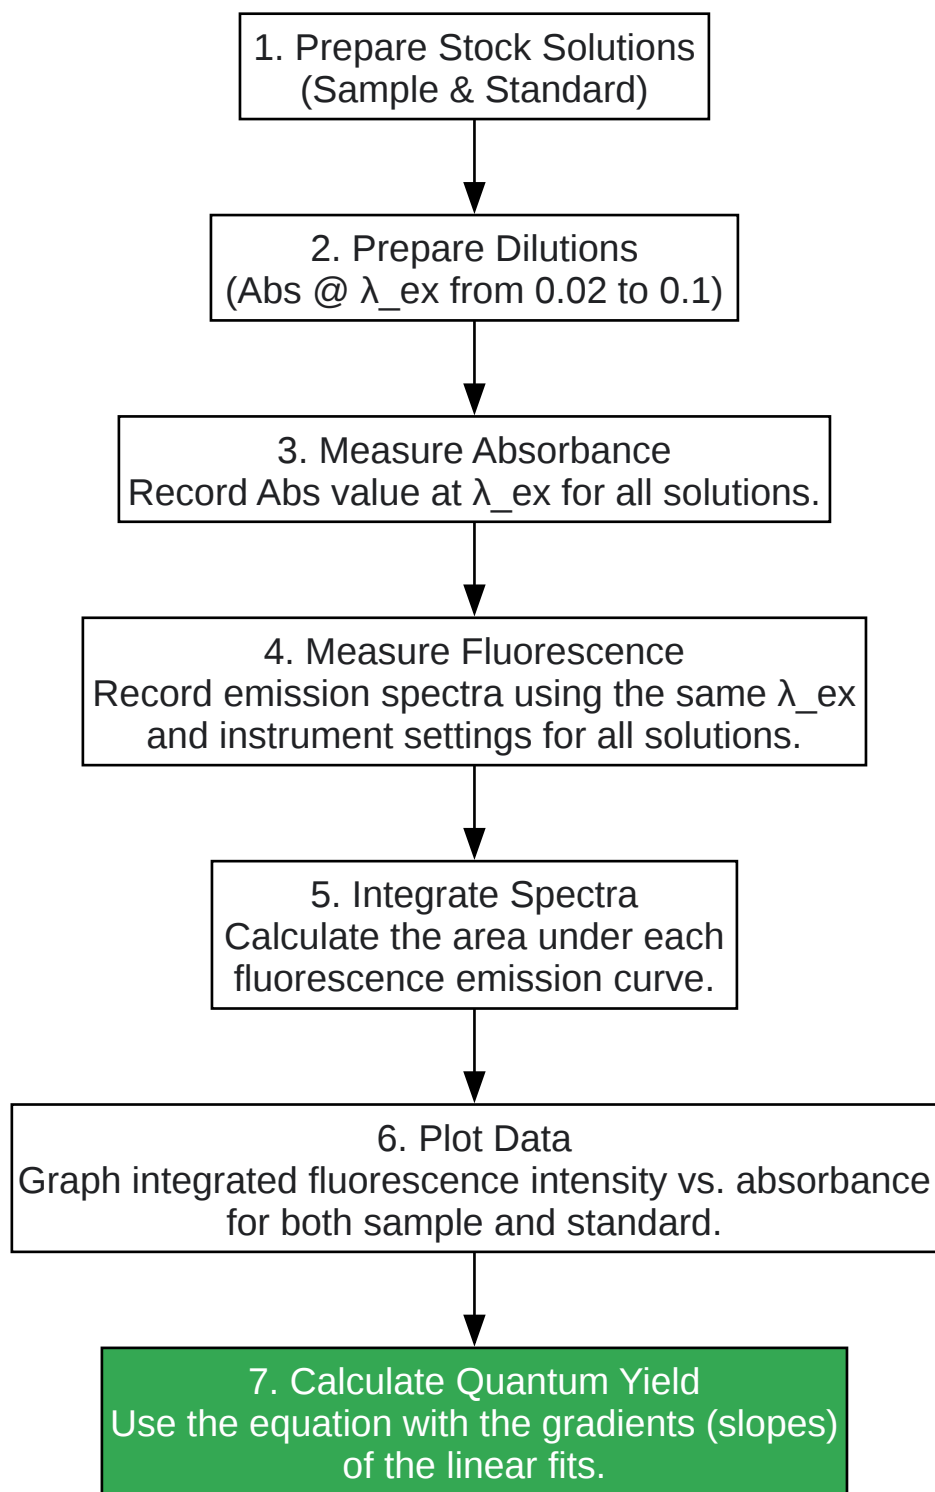 1. Prepare Stock Solutions
(Sample & Standard)
2. Prepare Dilutions
(Abs @ λ_ex from 0.02 to 0.1)
3. Measure Absorbance
Record Abs value at λ_ex for all solutions.
4. Measure Fluorescence
Record emission spectra using the same λ_ex
and instrument settings for all solutions.
5. Integrate Spectra
Calculate the area under each
fluorescence emission curve.
6. Plot Data
Graph integrated fluorescence intensity vs. absorbance
for both sample and standard.
7. Calculate Quantum Yield
Use the equation with the gradients (slopes)
of the linear fits.